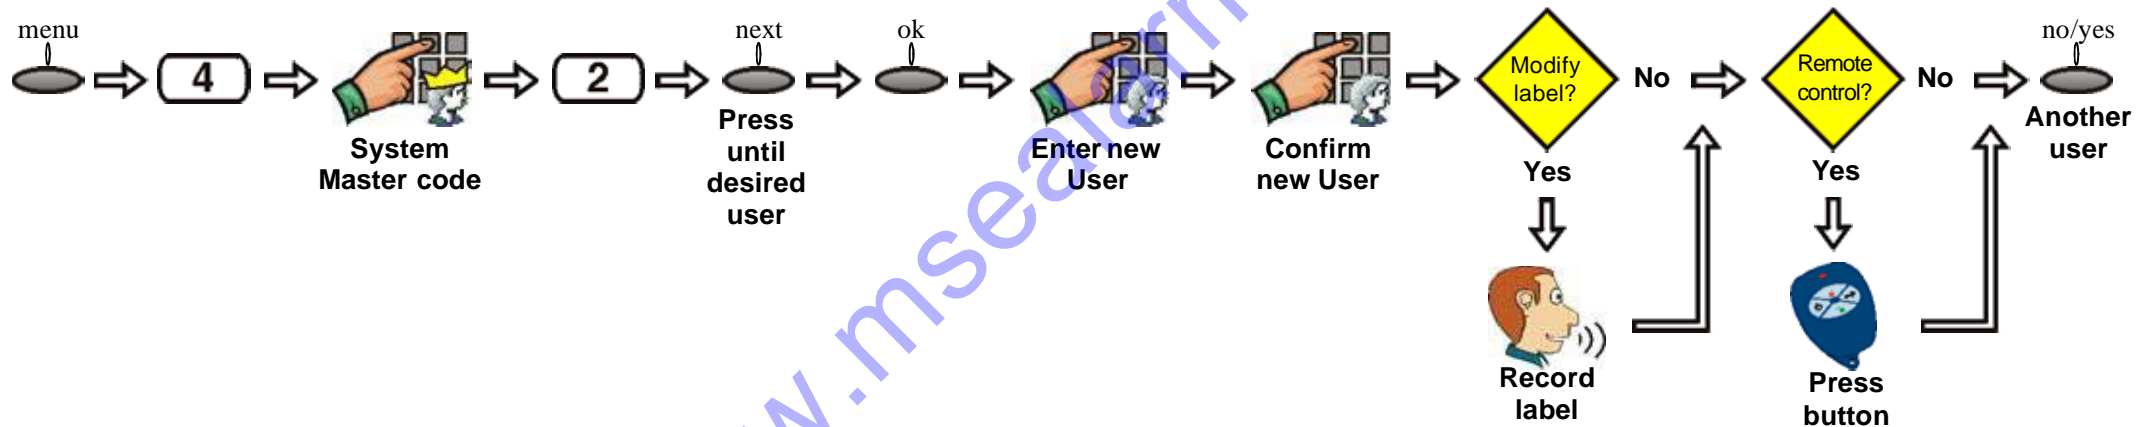 menu
4
System
Master code
2
next
Press
until
desired
user
ok
Enter new
User
Confirm
new User
Modify
label?
No
Yes
Record
label
Remote
control?
No
Yes
Press
button
no/yes
Another
user
w.msealarm